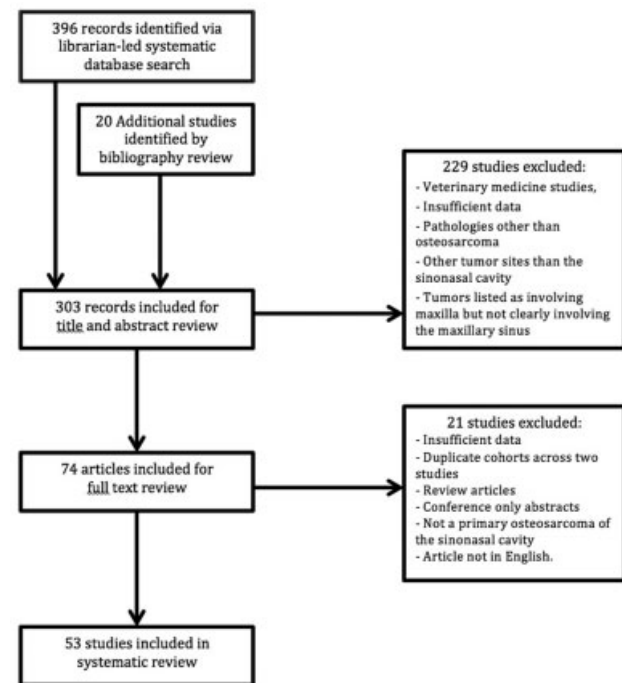 396 records identified via
librarian-led systematic
database search
20 Additional studies
identified by
bibliography review
229 studies excluded:
- Veterinary medicine studies,
- Insufficient data
- Pathologies other than
osteosarcoma
- Other tumor sites than the
sinonasal cavity
- Tumors listed as involving
maxilla but not clearly involving
the maxillary sinus
303 records included for
title and abstract review
21 studies excluded:
- Insufficient data
- Duplicate cohorts across two
studies
- Review articles
- Conference only abstracts
- Not a primary osteosarcoma of
the sinonasal cavity
- Article not in English.
74 articles included for
full text review
53 studies included in
systematic review